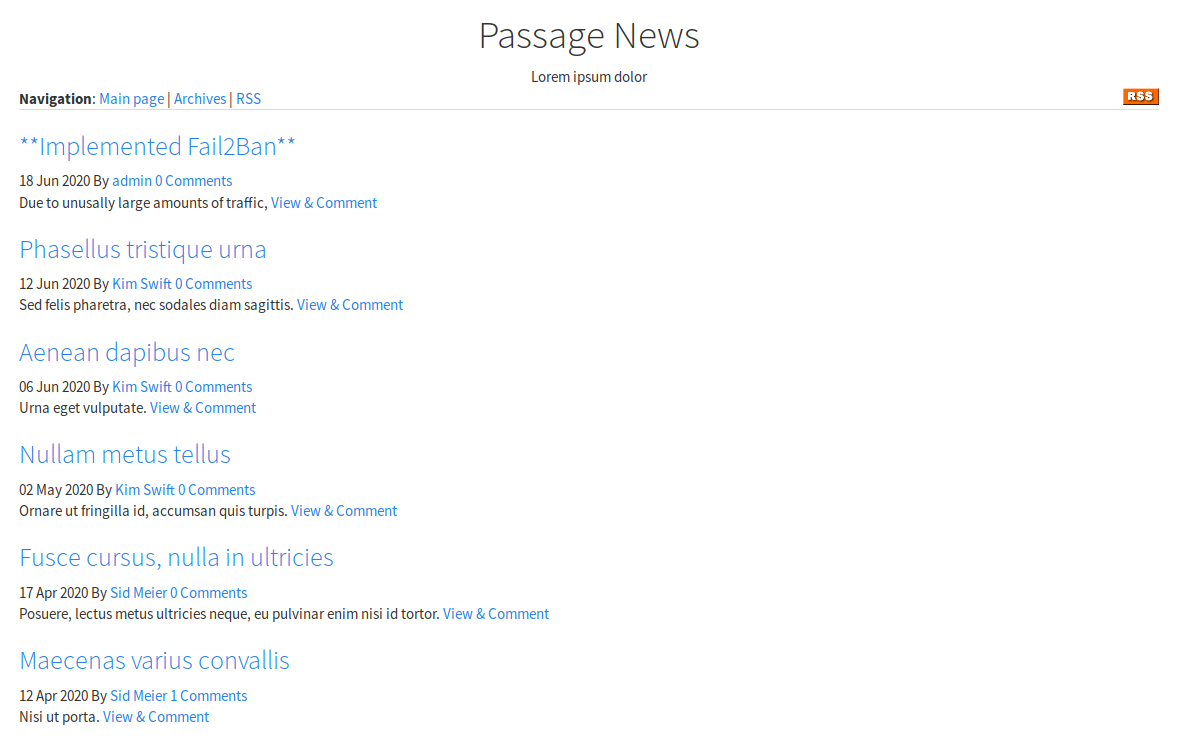 Passage News
Lorem ipsum dolor
Navigation: Main page | Archives | RSS RSS
**Implemented Fail2Ban**
18 Jun 2020 By admin 0 Comments
Due to unusally large amounts of traffic, View & Comment
Phasellus tristique urna
12 Jun 2020 By Kim Swift 0 Comments
Sed felis pharetra, nec sodales diam sagittis. View & Comment
Aenean dapibus nec
06 Jun 2020 By Kim Swift 0 Comments
Urna eget vulputate. View & Comment
Nullam metus tellus
02 May 2020 By Kim Swift 0 Comments
Ornare ut fringilla id, accumsan quis turpis. View & Comment
Fusce cursus, nulla in ultricies
17 Apr 2020 By Sid Meier 0 Comments
Posuere, lectus metus ultricies neque, eu pulvinar enim nisi id tortor. View & Comment
Maecenas varius convallis
12 Apr 2020 By Sid Meier 1 Comments
Nisi ut porta. View & Comment